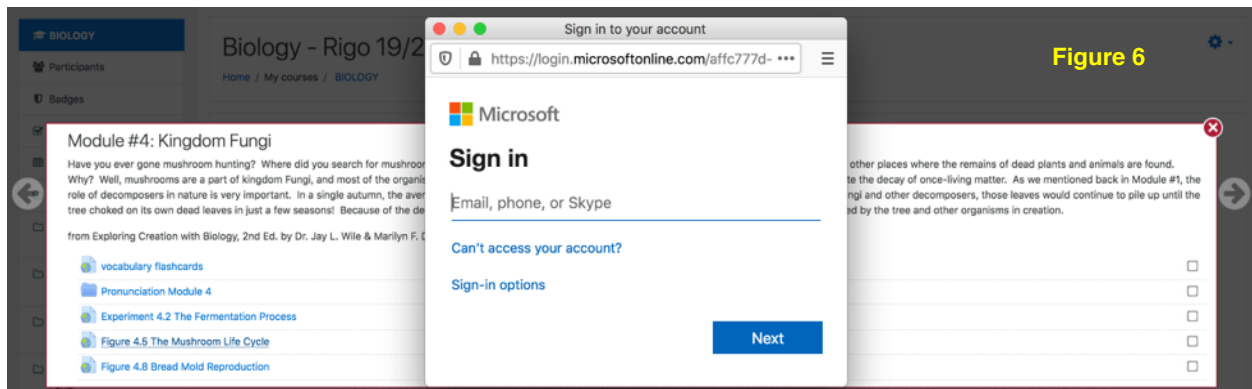 BIOLOGY
Participants
Badges
Biology - Rigo 19/2
Home / My courses / BIOLOGY
Figure 6
Sign in to your account
https://login.microsoftonline.com/affc777d-
Microsoft
Sign in
Email, phone, or Skype
Can't access your account?
Sign-in options
Next
Module #4: Kingdom Fungi
Have you ever gone mushroom hunting? Where did you search for mushroor
other places where the remains of dead plants and animals are found.
Why? Well, mushrooms are a part of kingdom Fungi, and most of the organis
te the decay of once-living matter. As we mentioned back in Module #1, the
role of decomposers in nature is very important. In a single autumn, the aver
ngi and other decomposers, those leaves would continue to pile up until the
tree choked on its own dead leaves in just a few seasons! Because of the de
ed by the tree and other organisms in creation.
from Exploring Creation with Biology, 2nd Ed. by Dr. Jay L. Wile & Marilyn F.
vocabulary flashcards
Pronunciation Module 4
Experiment 4.2 The Fermentation Process
Figure 4.5 The Mushroom Life Cycle
Figure 4.8 Bread Mold Reproduction